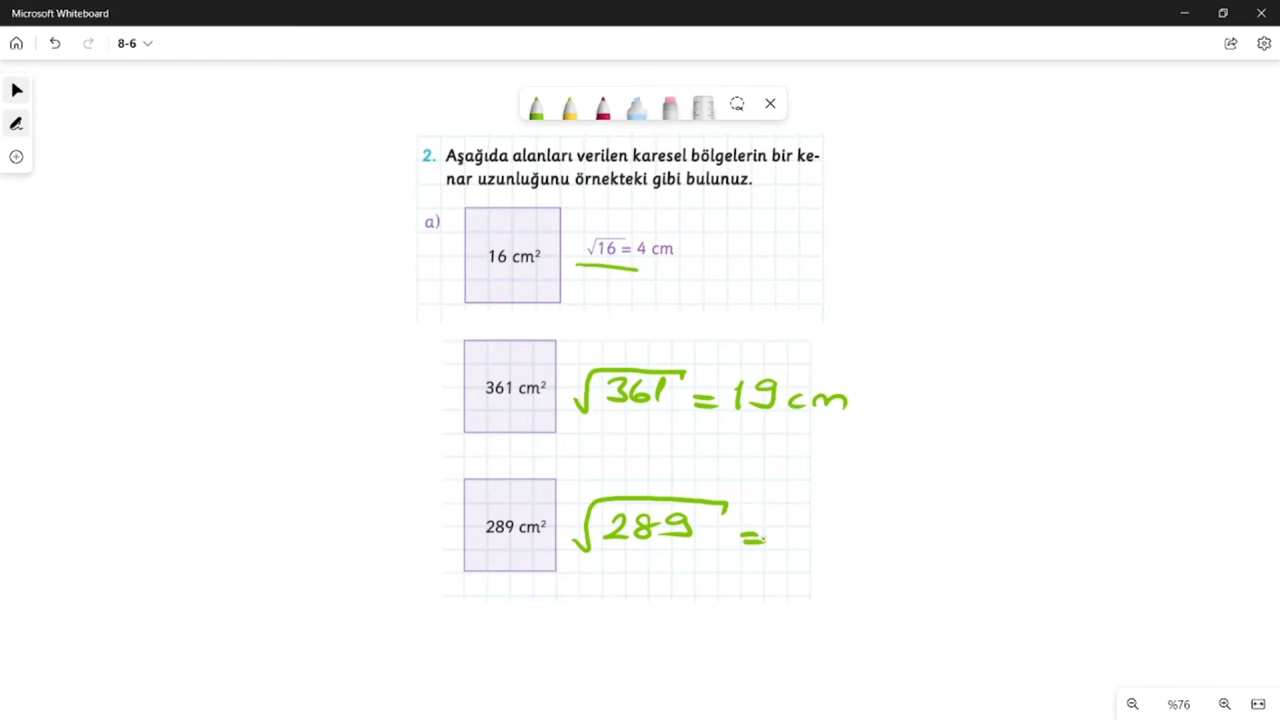 Microsoft Whiteboard
8-6
2. Aşağıda alanları verilen karesel bölgelerin bir ke-
nar uzunluğunu örnekteki gibi bulunuz.
a)
16 cm² √16 = 4 cm
361 cm² √361 = 19 cm
289 cm² √289 =
%76